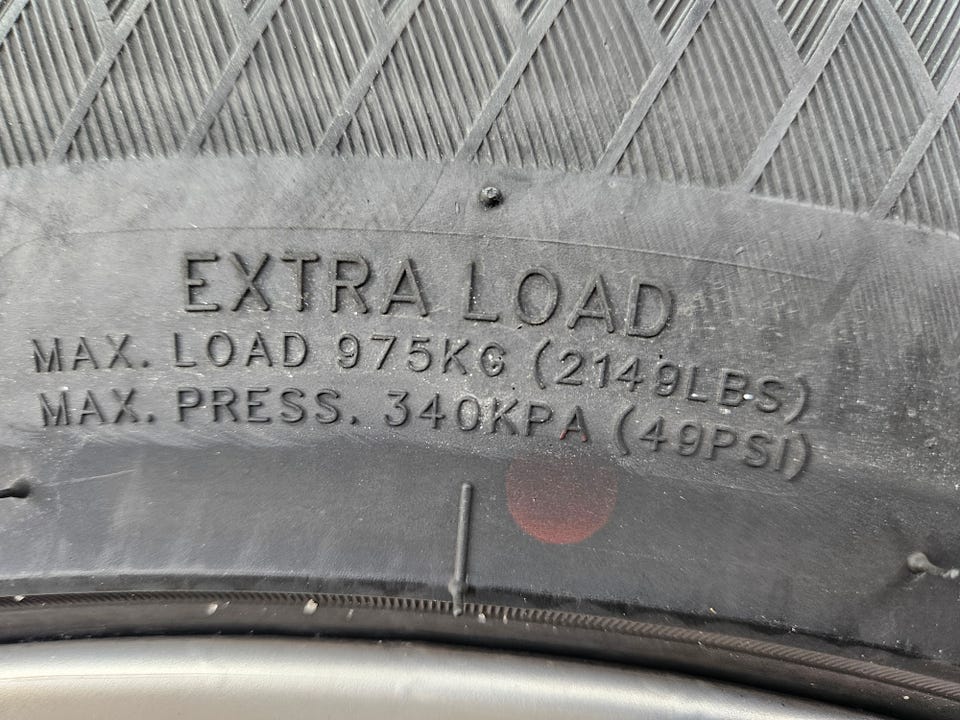 EXTRA LOAD
MAX. LOAD 975KG (2149LBS)
MAX. PRESS. 340KPA (49PSI)